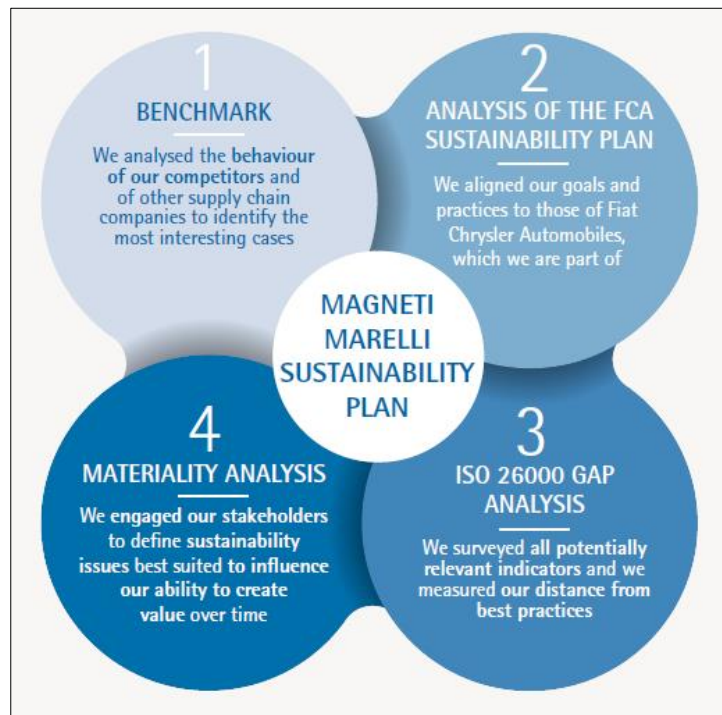 1
BENCHMARK
We analysed the behaviour
of our competitors and
of other supply chain
companies to identify the
most interesting cases
2
ANALYSIS OF THE FCA
SUSTAINABILITY PLAN
We aligned our goals and
practices to those of Fiat
Chrysler Automobiles,
which we are part of
MAGNETI
MARELLI
SUSTAINABILITY
PLAN
4
MATERIALITY ANALYSIS
We engaged our stakeholders
to define sustainability
issues best suited to influence
our ability to create
value over time
3
ISO 26000 GAP
ANALYSIS
We surveyed all potentially
relevant indicators and we
measured our distance from
best practices